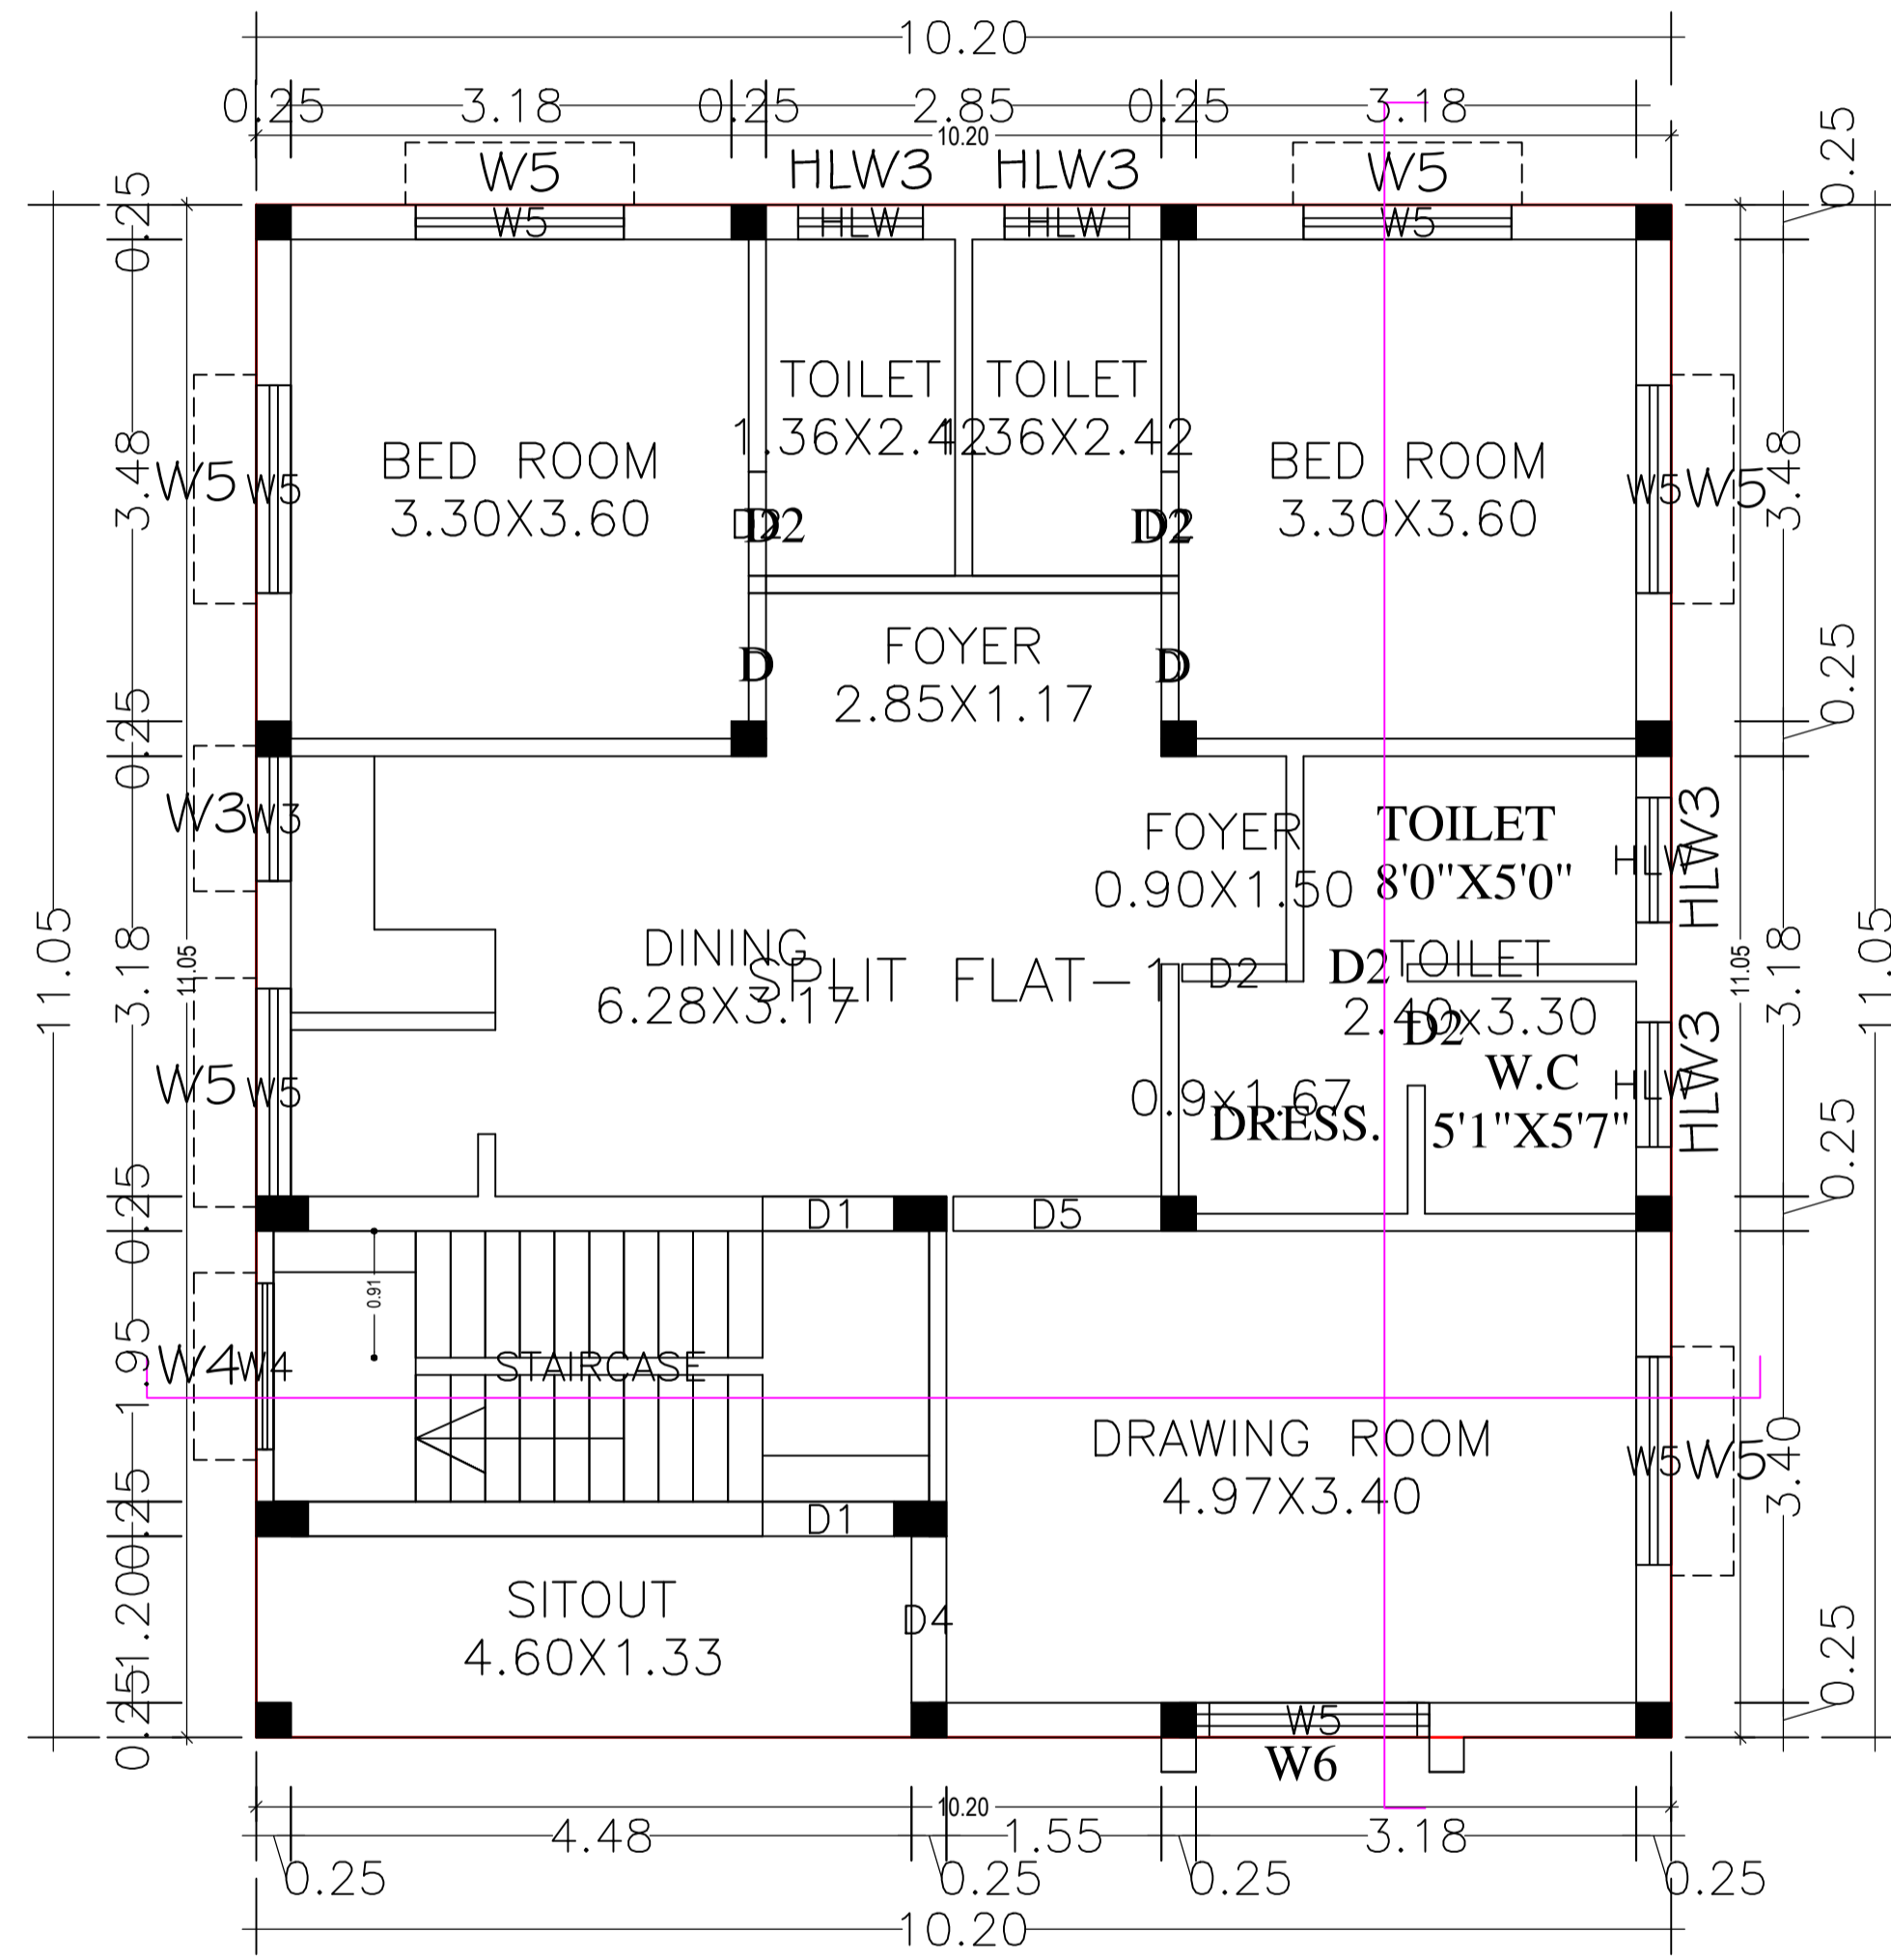 10.20
0.25 3.18 0.25 2.85 0.25 3.18
10.20
0.25
W5 HLW3 HLW3 W5
W5 HLW HLW W5
0.25
TOILET TOILET
1.36X2.42 1.36X2.42
BED ROOM BED ROOM
3.30X3.60 3.30X3.60
3.48 W5 W5 W5 W5 3.48
D2 D2 D2 D2
FOYER
2.85X1.17
D D
0.25 0.25
W3 W3
FOYER
0.90X1.50
TOILET
8'0"X5'0"
HLW HLW3
DINING
6.28X3.17
SPLIT FLAT-1
D2 D2 TOILET
2.40x3.30
11.05 3.18 11.05 11.05 3.18 11.05
D2
W.C
5'1"X5'7"
HLW HLW3
W5 W5
0.9x1.67
DRESS.
0.25 0.25
D1 D5
0.91
STAIRCASE
1.95 W4 W4
DRAWING ROOM
4.97X3.40
W5 W5 3.40
0.25
D1
1.20
SITOUT
4.60X1.33
D4
0.25 0.25
W5
W6
10.20
4.48 1.55 3.18
0.25 0.25 0.25 0.25
10.20